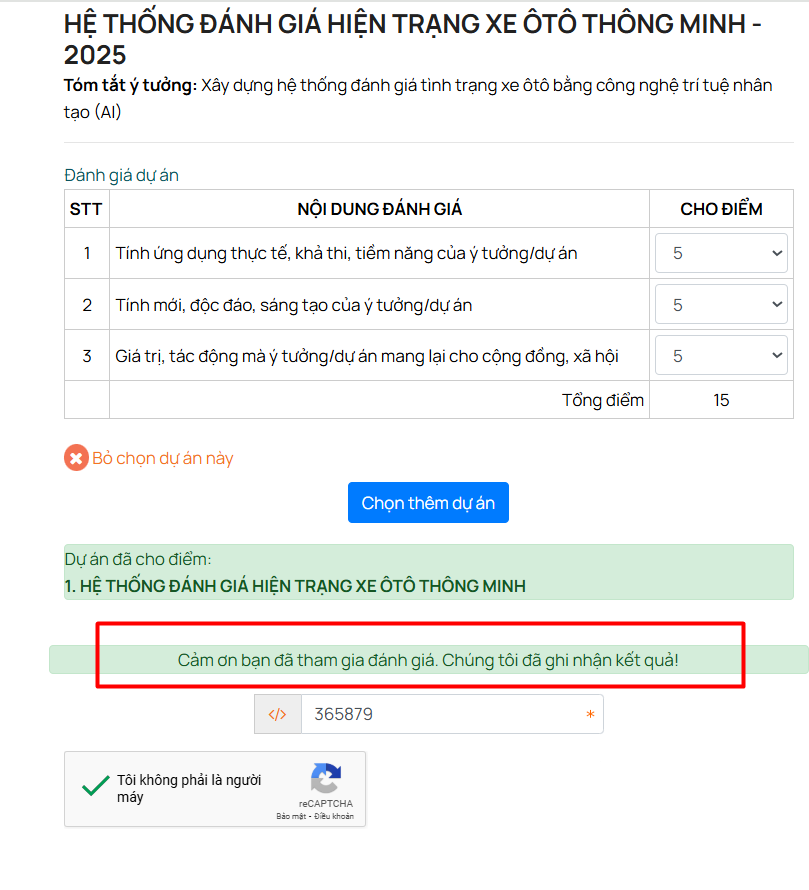 HỆ THỐNG ĐÁNH GIÁ HIỆN TRẠNG XE ÔTÔ THÔNG MINH -
2025
Tóm tắt ý tưởng: Xây dựng hệ thống đánh giá tình trạng xe ôtô bằng công nghệ trí tuệ nhân
tạo (AI)
Đánh giá dự án
STT NỘI DUNG ĐÁNH GIÁ CHO ĐIỂM
1 Tính ứng dụng thực tế, khả thi, tiềm năng của ý tưởng/dự án 5
2 Tính mới, độc đáo, sáng tạo của ý tưởng/dự án 5
3 Giá trị, tác động mà ý tưởng/dự án mang lại cho cộng đồng, xã hội 5
Tổng điểm 15
Bỏ chọn dự án này
Chọn thêm dự án
Dự án đã cho điểm:
1. HỆ THỐNG ĐÁNH GIÁ HIỆN TRẠNG XE ÔTÔ THÔNG MINH
Cảm ơn bạn đã tham gia đánh giá. Chúng tôi đã ghi nhận kết quả!
</> 365879 *
Tôi không phải là người
máy
reCAPTCHA
Bảo mật - Điều khoản